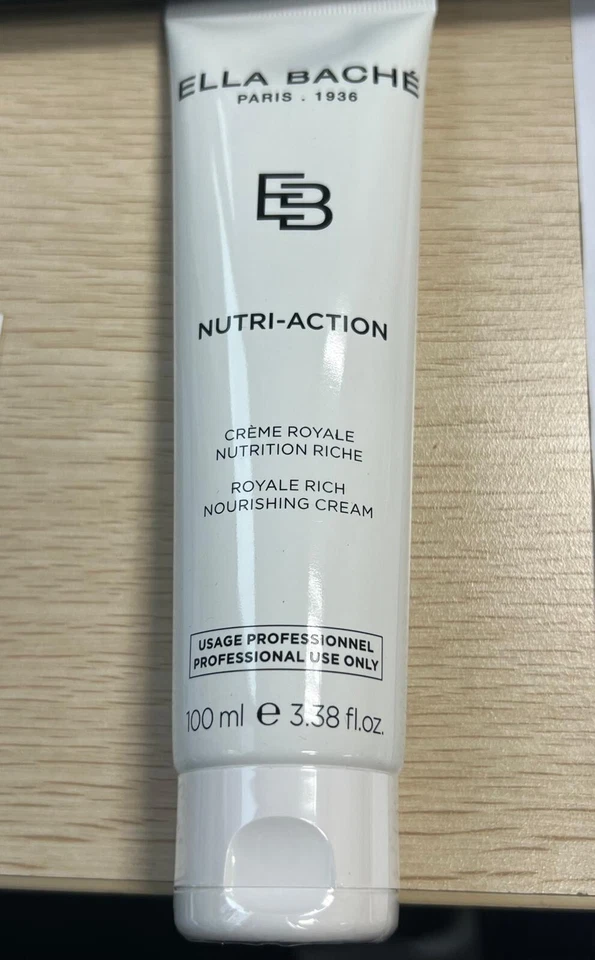 ELLA BACHÉ
PARIS . 1936
EB
NUTRI-ACTION
CRÈME ROYALE
NUTRITION RICHE
ROYALE RICH
NOURISHING CREAM
USAGE PROFESSIONNEL
PROFESSIONAL USE ONLY
100 ml ℮ 3.38 fl.oz.